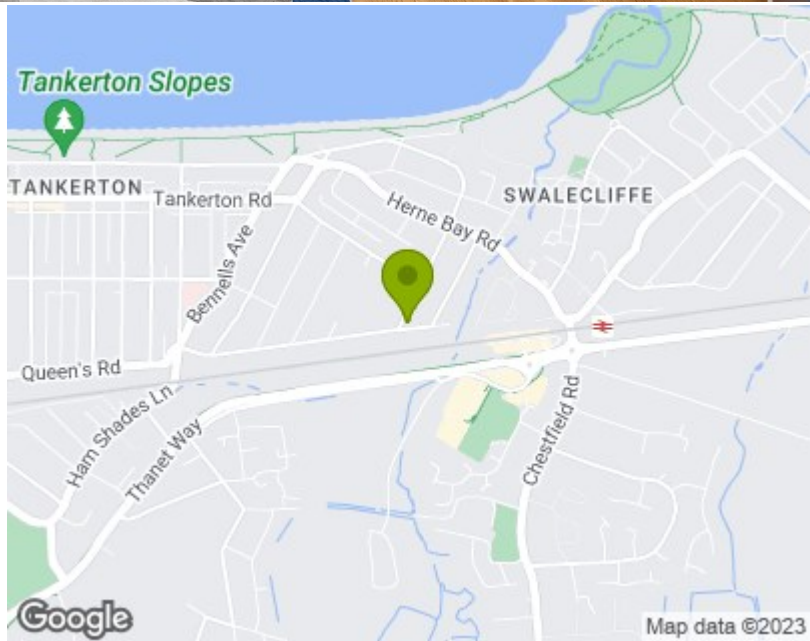 Tankerton Slopes
TANKERTON
Tankerton Rd
SWALECLIFFE
Herne Bay Rd
Bennells Ave
Queen's Rd
Ham Shades Ln
Thanet Way
Chestfield Rd
Google
Map data ©2023